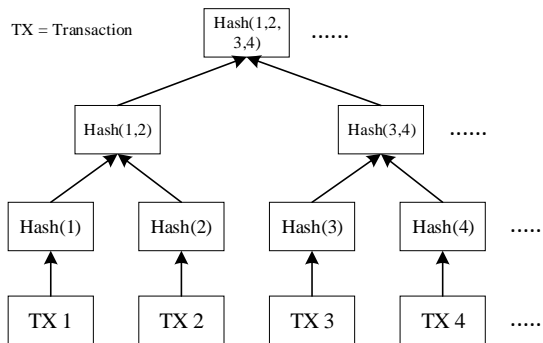 TX = Transaction
Hash(1,2,
3,4)
......
Hash(1,2)
Hash(3,4)
......
Hash(1)
Hash(2)
Hash(3)
Hash(4)
.....
TX 1
TX 2
TX 3
TX 4
.....